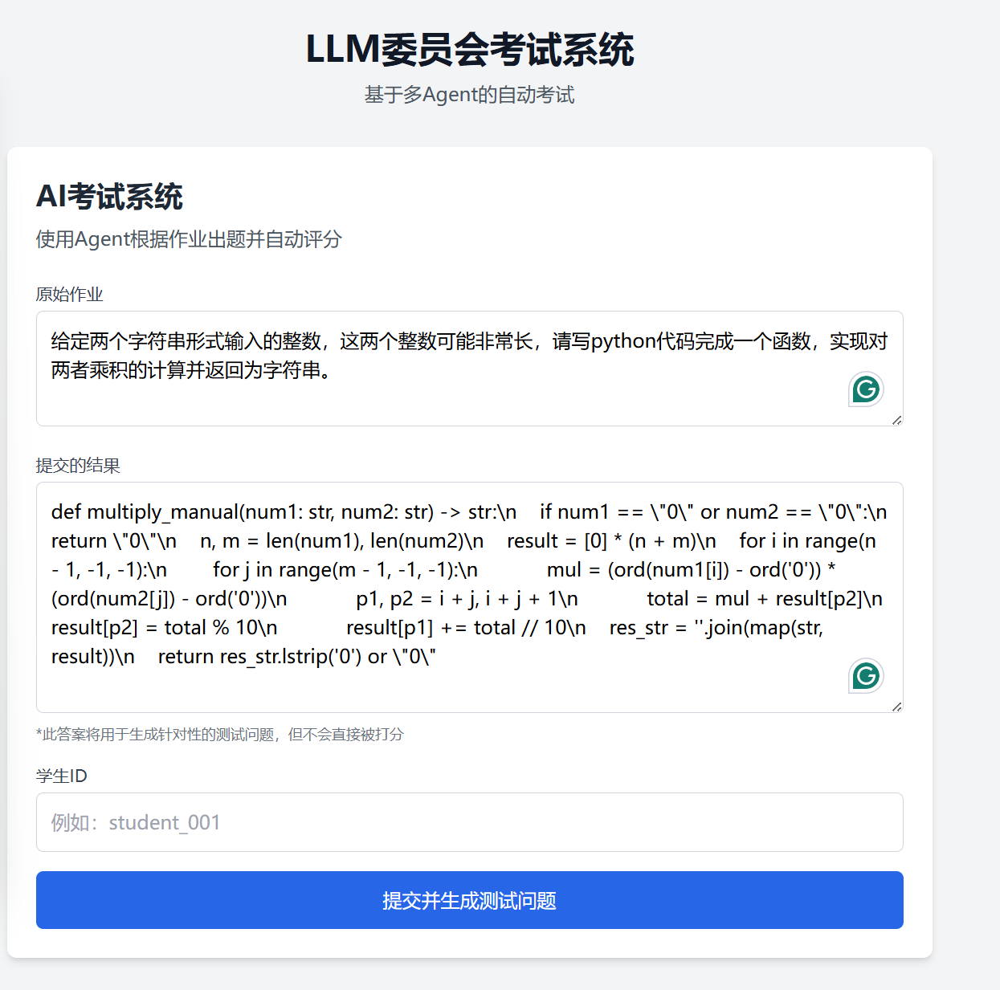 LLM委员会考试系统
基于多Agent的自动考试
AI考试系统
使用Agent根据作业出题并自动评分
原始作业
给定两个字符串形式输入的整数，这两个整数可能非常长，请写python代码完成一个函数，实现对
两者乘积的计算并返回为字符串。
提交的结果
def multiply_manual(num1: str, num2: str) -> str:\n    if num1 == \"0\" or num2 == \"0\":\n
return \"0\"\n    n, m = len(num1), len(num2)\n    result = [0] * (n + m)\n    for i in range(n
- 1, -1, -1):\n        for j in range(m - 1, -1, -1):\n            mul = (ord(num1[i]) - ord('0')) *
(ord(num2[j]) - ord('0'))\n            p1, p2 = i + j, i + j + 1\n            total = mul + result[p2]\n
result[p2] = total % 10\n            result[p1] += total // 10\n    res_str = ''.join(map(str,
result))\n    return res_str.lstrip('0') or \"0\"
*此答案将用于生成针对性的测试问题，但不会直接被打分
学生ID
例如：student_001
提交并生成测试问题